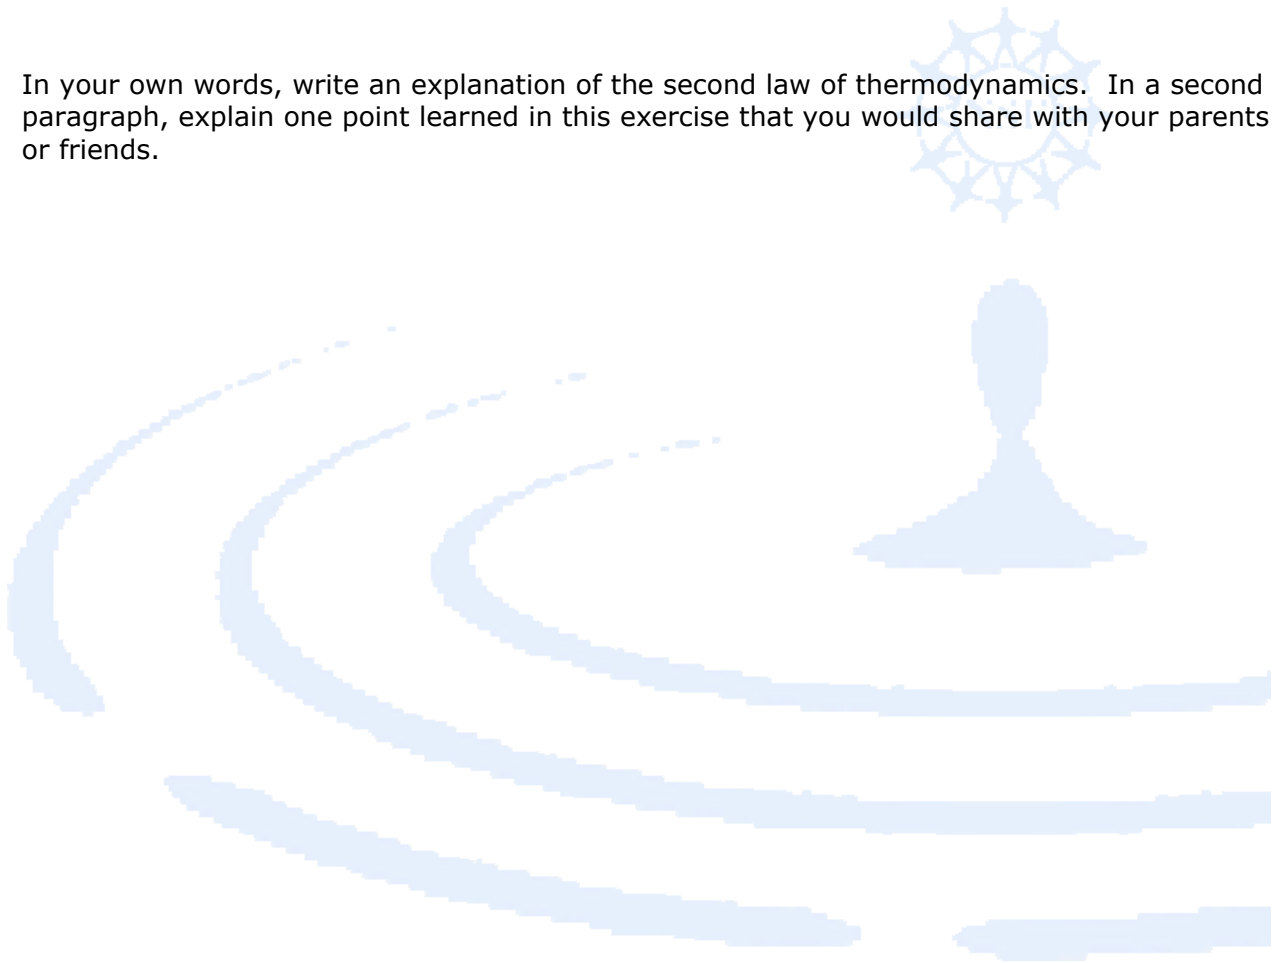 In your own words, write an explanation of the second law of thermodynamics.  In a second
paragraph, explain one point learned in this exercise that you would share with your parents
or friends.